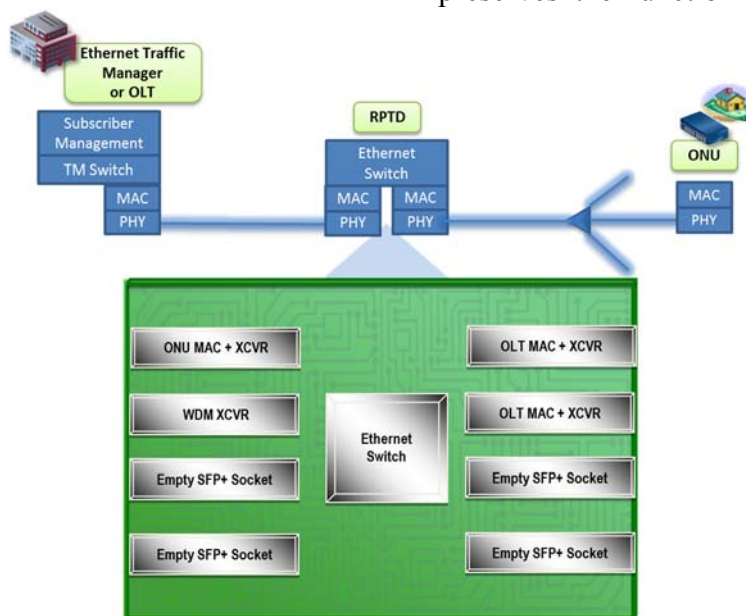 preserves the
Ethernet Traffic
Manager
or OLT
Subscriber
Management
TM Switch
MAC
PHY
RPTD
Ethernet
Switch
MAC MAC
PHY PHY
ONU
MAC
PHY
ONU MAC + XCVR
WDM XCVR
Empty SFP+ Socket
Empty SFP+ Socket
Ethernet
Switch
OLT MAC + XCVR
OLT MAC + XCVR
Empty SFP+ Socket
Empty SFP+ Socket